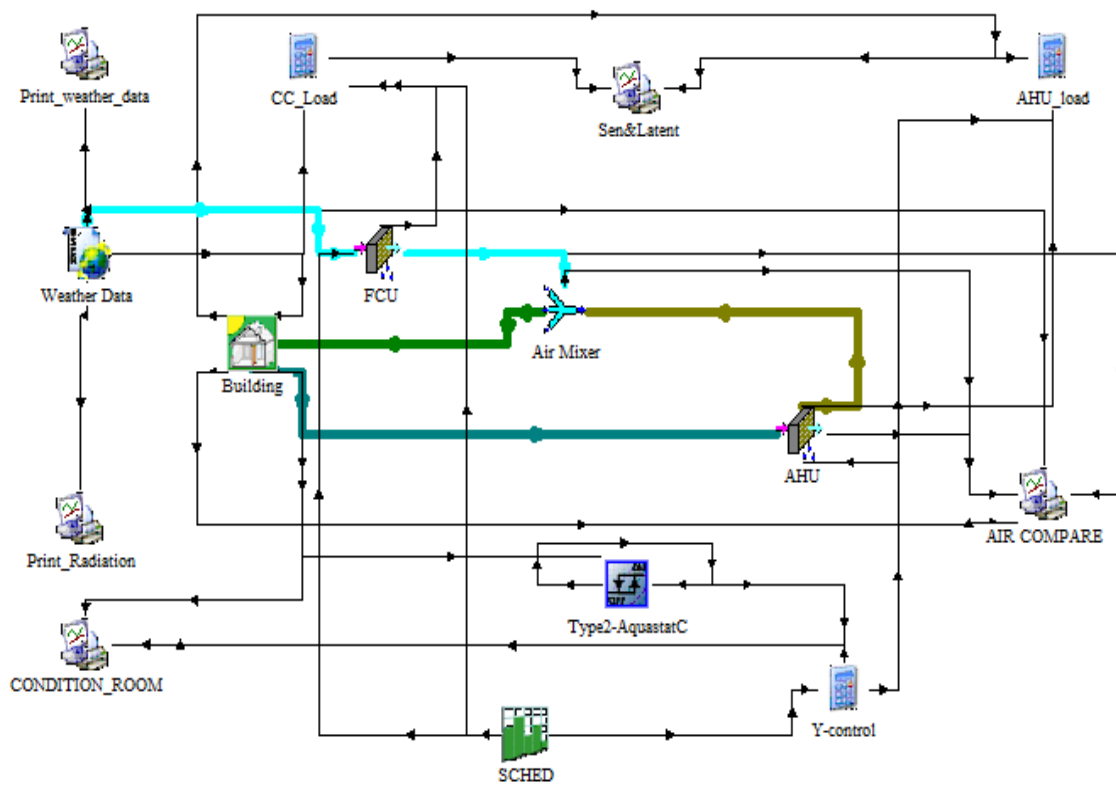 Print_weather_data
CC_Load
Sen&Latent
AHU_load
Weather Data
FCU
Air Mixer
Building
AHU
Print_Radiation
AIR COMPARE
Type2-AquastatC
CONDITION_ROOM
Y-control
SCHED